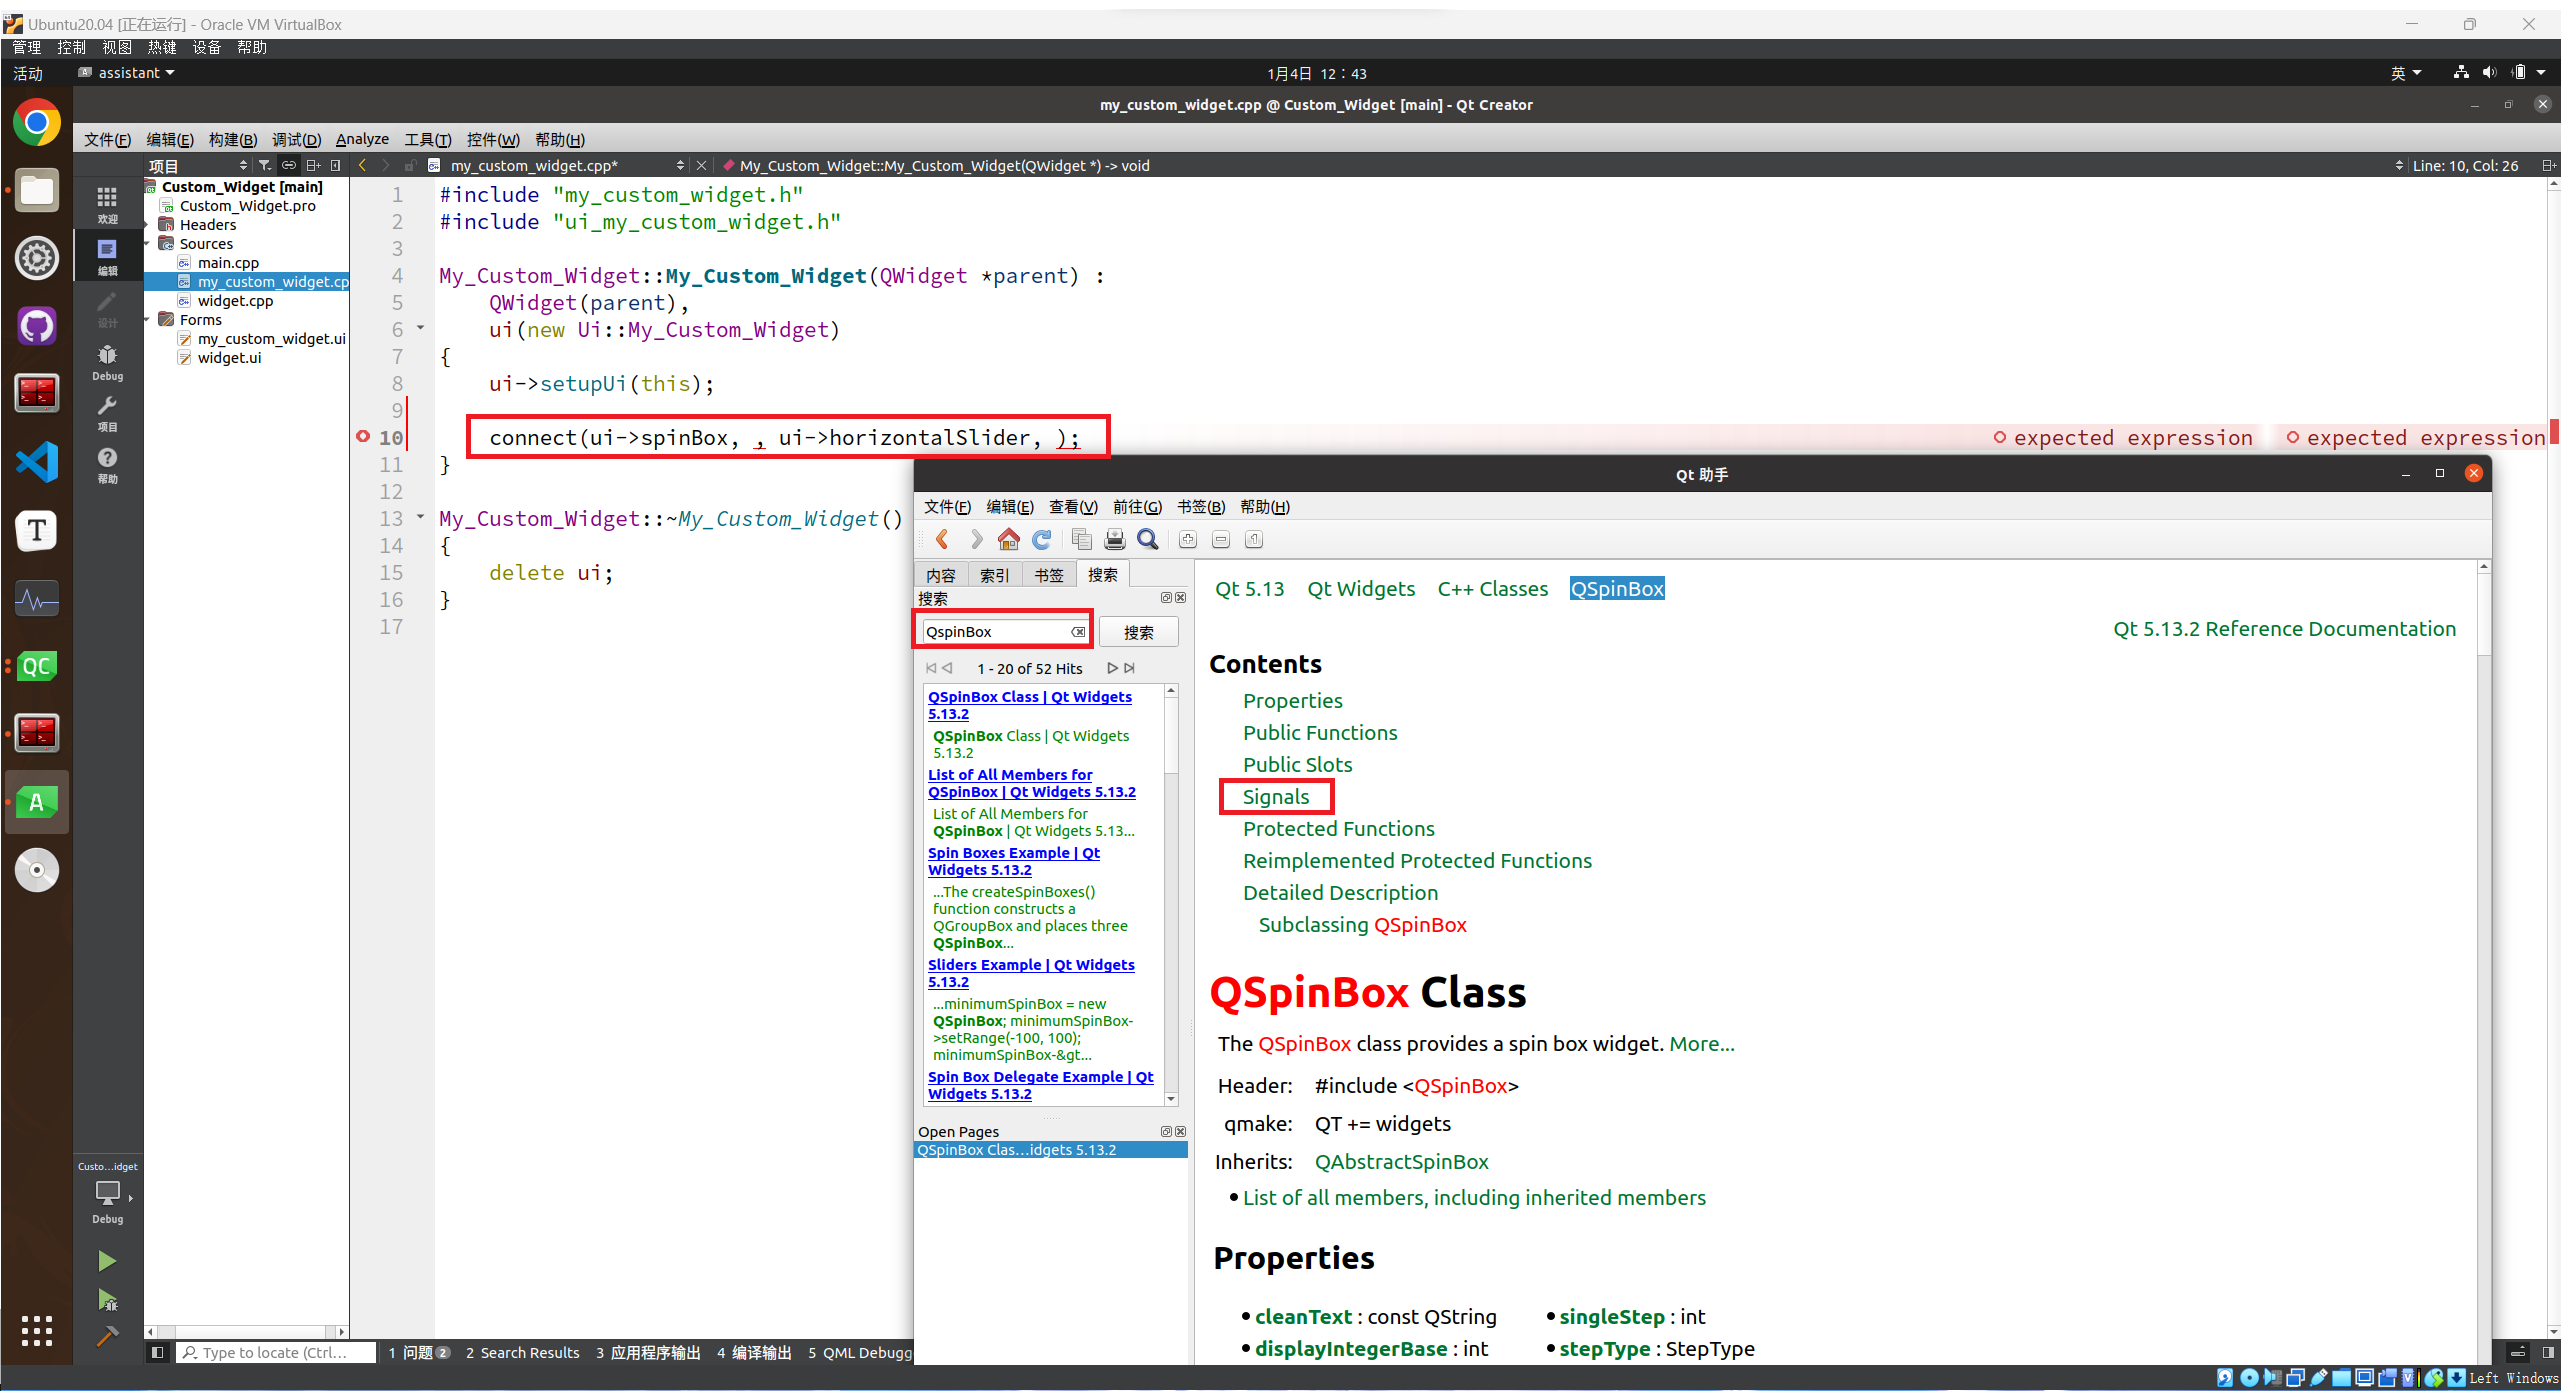 Ubuntu20.04 [正在运行] - Oracle VM VirtualBox
管理 控制 视图 热键 设备 帮助
活动 assistant 1月4日 12：43 英
my_custom_widget.cpp @ Custom_Widget [main] - Qt Creator
文件(F) 编辑(E) 构建(B) 调试(D) Analyze 工具(T) 控件(W) 帮助(H)
项目 my_custom_widget.cpp* My_Custom_Widget::My_Custom_Widget(QWidget *) -> void Line: 10, Col: 26
欢迎
编辑
设计
Debug
项目
帮助
Custom_Widget [main]
Custom_Widget.pro
Headers
Sources
main.cpp
my_custom_widget.cp
widget.cpp
Forms
my_custom_widget.ui
widget.ui
1 #include "my_custom_widget.h"
2 #include "ui_my_custom_widget.h"
3
4 My_Custom_Widget::My_Custom_Widget(QWidget *parent) :
5 QWidget(parent),
6 ui(new Ui::My_Custom_Widget)
7 {
8 ui->setupUi(this);
9
10 connect(ui->spinBox, , ui->horizontalSlider, ); expected expression expected expression
11 }
12
13 My_Custom_Widget::~My_Custom_Widget()
14 {
15 delete ui;
16 }
17
Qt 助手
文件(F) 编辑(E) 查看(V) 前往(G) 书签(B) 帮助(H)
内容 索引 书签 搜索
搜索
QspinBox 搜索
1 - 20 of 52 Hits
QSpinBox Class | Qt Widgets
5.13.2
QSpinBox Class | Qt Widgets
5.13.2
List of All Members for
QSpinBox | Qt Widgets 5.13.2
List of All Members for
QSpinBox | Qt Widgets 5.13...
Spin Boxes Example | Qt
Widgets 5.13.2
...The createSpinBoxes()
function constructs a
QGroupBox and places three
QSpinBox...
Sliders Example | Qt Widgets
5.13.2
...minimumSpinBox = new
QSpinBox; minimumSpinBox-
>setRange(-100, 100);
minimumSpinBox-&gt...
Spin Box Delegate Example | Qt
Widgets 5.13.2
Open Pages
QSpinBox Clas…idgets 5.13.2
Qt 5.13 Qt Widgets C++ Classes QSpinBox
Qt 5.13.2 Reference Documentation
Contents
Properties
Public Functions
Public Slots
Signals
Protected Functions
Reimplemented Protected Functions
Detailed Description
Subclassing QSpinBox
QSpinBox Class
The QSpinBox class provides a spin box widget. More...
Header: #include <QSpinBox>
qmake: QT += widgets
Inherits: QAbstractSpinBox
List of all members, including inherited members
Properties
cleanText : const QString
singleStep : int
displayIntegerBase : int
stepType : StepType
Custo…idget
Debug
Type to locate (Ctrl... 1 问题 2 2 Search Results 3 应用程序输出 4 编译输出 5 QML Debugg
Left Windows